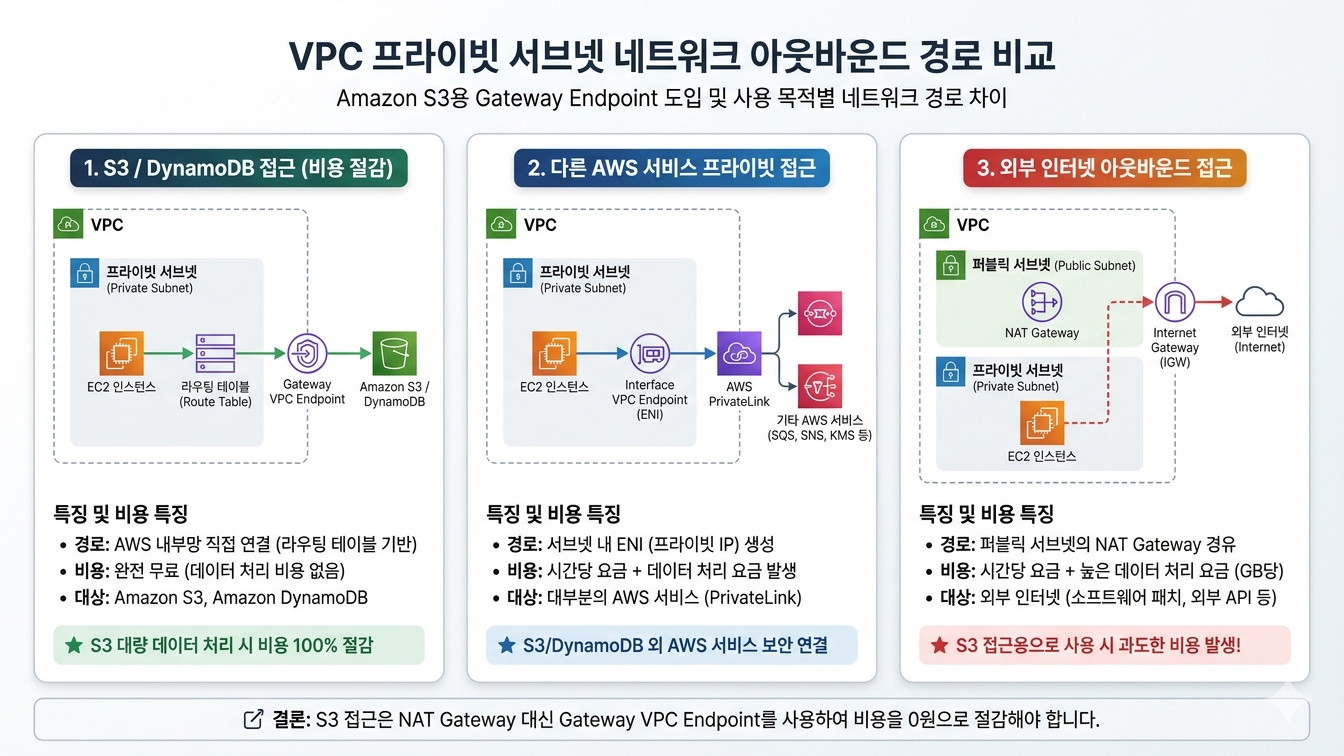 VPC 프라이빗 서브넷 네트워크 아웃바운드 경로 비교
Amazon S3용 Gateway Endpoint 도입 및 사용 목적별 네트워크 경로 차이
1. S3 / DynamoDB 접근 (비용 절감)
VPC
프라이빗 서브넷
(Private Subnet)
EC2 인스턴스
라우팅 테이블
(Route Table)
Gateway
VPC Endpoint
Amazon S3 /
DynamoDB
특징 및 비용 특징
• 경로: AWS 내부망 직접 연결 (라우팅 테이블 기반)
• 비용: 완전 무료 (데이터 처리 비용 없음)
• 대상: Amazon S3, Amazon DynamoDB
★ S3 대량 데이터 처리 시 비용 100% 절감
2. 다른 AWS 서비스 프라이빗 접근
VPC
프라이빗 서브넷
(Private Subnet)
EC2 인스턴스
Interface
VPC Endpoint
(ENI)
AWS
PrivateLink
기타 AWS 서비스
(SQS, SNS, KMS 등)
특징 및 비용 특징
• 경로: 서브넷 내 ENI (프라이빗 IP) 생성
• 비용: 시간당 요금 + 데이터 처리 요금 발생
• 대상: 대부분의 AWS 서비스 (PrivateLink)
★ S3/DynamoDB 외 AWS 서비스 보안 연결
3. 외부 인터넷 아웃바운드 접근
VPC
퍼블릭 서브넷 (Public Subnet)
NAT Gateway
Internet
Gateway
(IGW)
외부 인터넷
(Internet)
프라이빗 서브넷
(Private Subnet)
EC2 인스턴스
특징 및 비용 특징
• 경로: 퍼블릭 서브넷의 NAT Gateway 경유
• 비용: 시간당 요금 + 높은 데이터 처리 요금 (GB당)
• 대상: 외부 인터넷 (소프트웨어 패치, 외부 API 등)
★ S3 접근용으로 사용 시 과도한 비용 발생!
결론: S3 접근은 NAT Gateway 대신 Gateway VPC Endpoint를 사용하여 비용을 0원으로 절감해야 합니다.